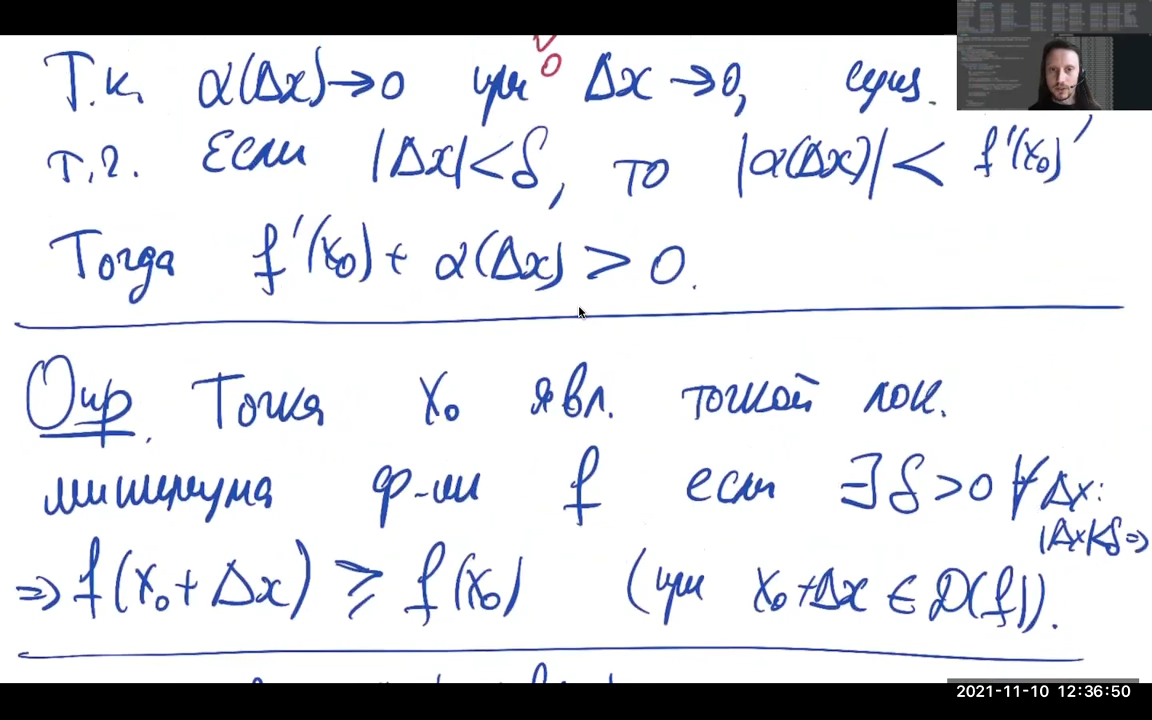 Т.к. α(Δx)→0 при Δx→0, сущ.
0
т.ч. Если |Δx|<δ, то |α(Δx)|< f'(x₀)
Тогда f'(x₀)+ α(Δx) > 0.
Опр. Точка x₀ явл. точкой лок.
минимума ф-ии f если ∃δ>0 ∀Δx:
|Δx|<δ ⇒
⇒ f(x₀+Δx) ⩾ f(x₀) (при x₀+Δx ∈ D(f)).
2021-11-10 12:36:50